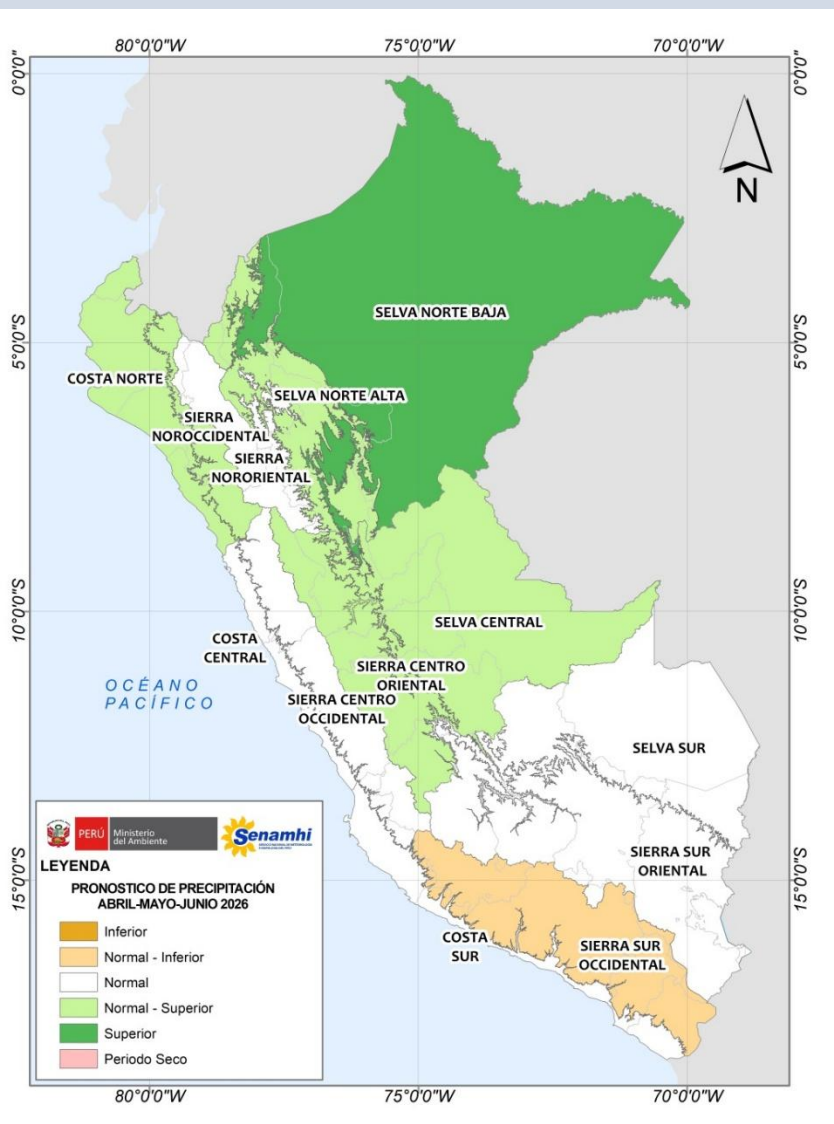 80°0'0"W
75°0'0"W
70°0'0"W
0°0'0"
0°0'0"
N
SELVA NORTE BAJA
5°0'0"S
5°0'0"S
COSTA NORTE
SELVA NORTE ALTA
SIERRA
NOROCCIDENTAL
SIERRA
NORORIENTAL
10°0'0"S
10°0'0"S
SELVA CENTRAL
COSTA
CENTRAL
SIERRA CENTRO
ORIENTAL
OCÉANO
PACÍFICO
SIERRA CENTRO
OCCIDENTAL
SELVA SUR
SIERRA SUR
ORIENTAL
15°0'0"S
15°0'0"S
COSTA
SUR
SIERRA SUR
OCCIDENTAL
PERÚ
Ministerio
del Ambiente
Senamhi
LEYENDA
PRONOSTICO DE PRECIPITACIÓN
ABRIL-MAYO-JUNIO 2026
Inferior
Normal - Inferior
Normal
Normal - Superior
Superior
Periodo Seco
80°0'0"W
75°0'0"W
70°0'0"W